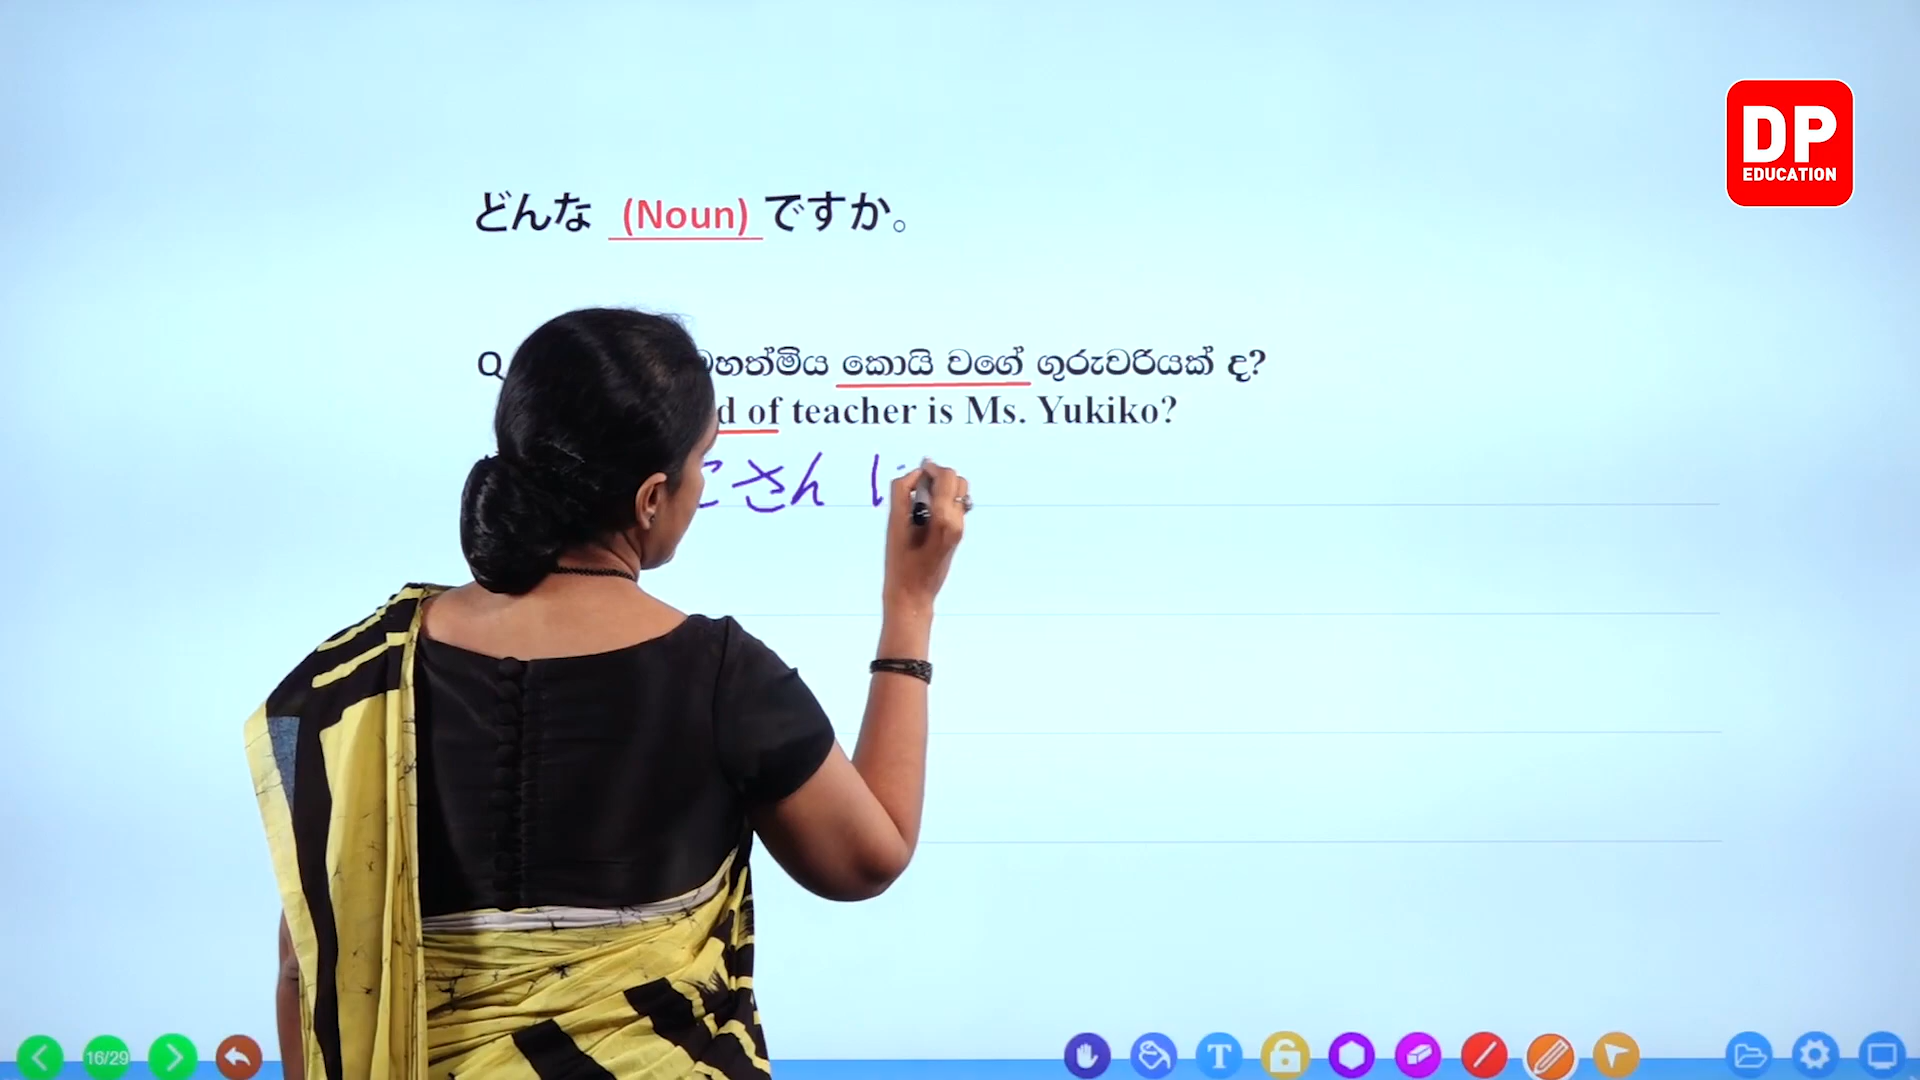 DP
EDUCATION
どんな (Noun) ですか。
Q මහත්මිය කොයි වගේ ගුරුවරියක් ද?
d of teacher is Ms. Yukiko?
こさん は
16/29
T